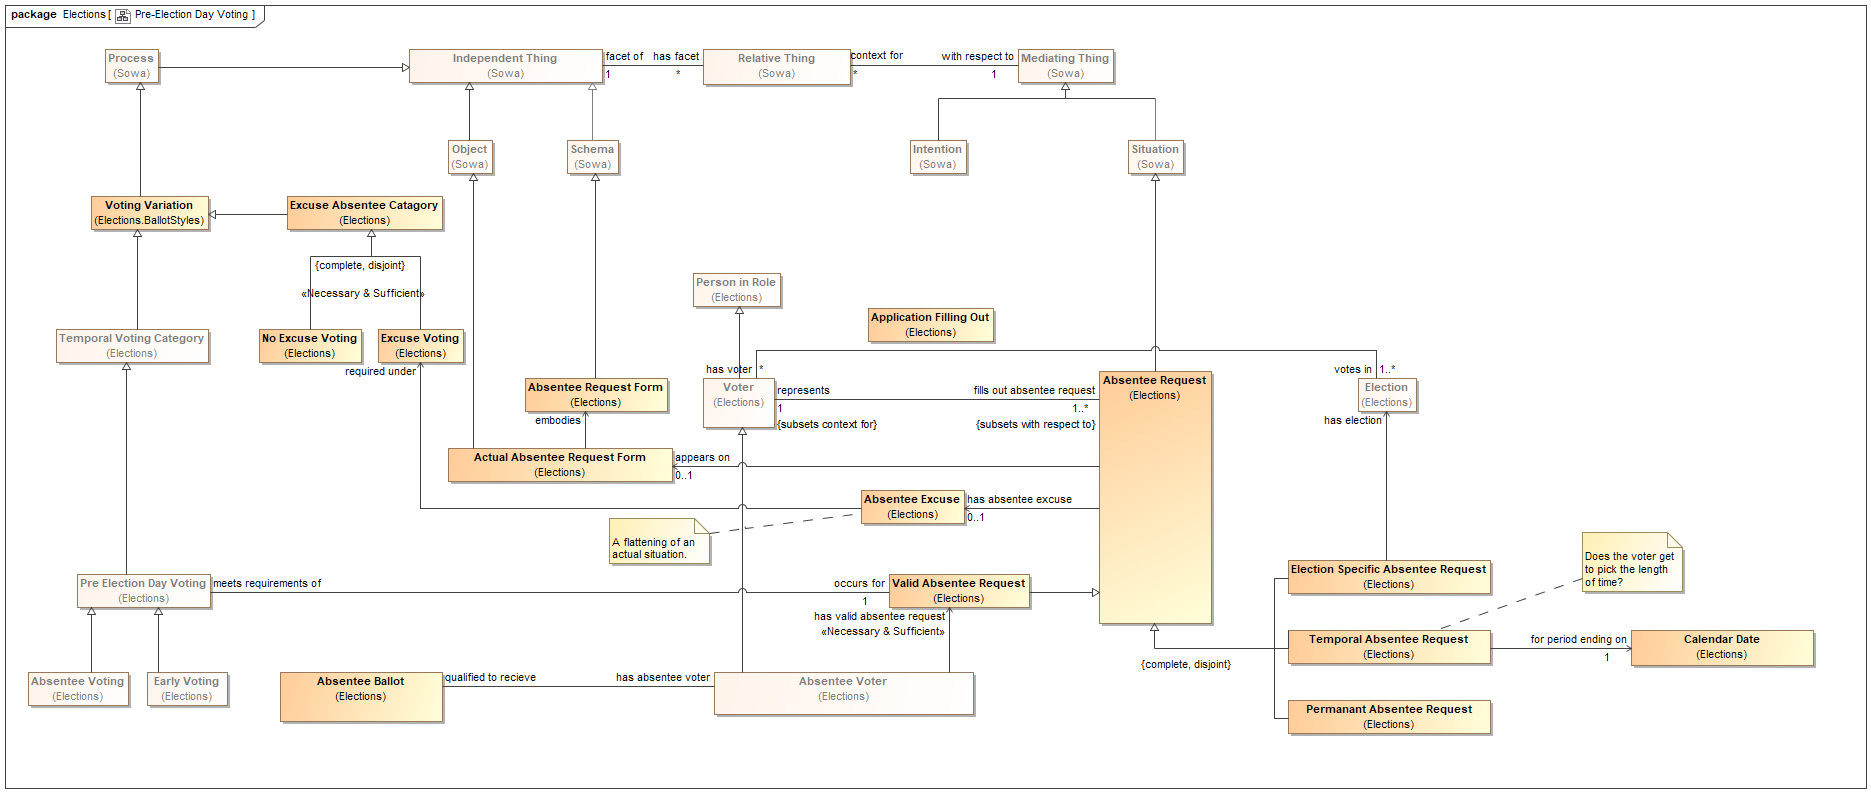 package Elections [ Pre-Election Day Voting ]
Process
(Sowa)
Independent Thing
(Sowa)
facet of
1
has facet
*
Relative Thing
(Sowa)
context for
*
with respect to
1
Mediating Thing
(Sowa)
Object
(Sowa)
Schema
(Sowa)
Intention
(Sowa)
Situation
(Sowa)
Voting Variation
(Elections.BallotStyles)
Excuse Absentee Catagory
(Elections)
{complete, disjoint}
«Necessary & Sufficient»
Person in Role
(Elections)
Application Filling Out
(Elections)
Temporal Voting Category
(Elections)
No Excuse Voting
(Elections)
Excuse Voting
(Elections)
required under
has voter
*
votes in
1..*
Absentee Request Form
(Elections)
embodies
Voter
(Elections)
represents
1
{subsets context for}
fills out absentee request
1..*
{subsets with respect to}
Absentee Request
(Elections)
Election
(Elections)
has election
Actual Absentee Request Form
(Elections)
appears on
0..1
Absentee Excuse
(Elections)
has absentee excuse
0..1
A flattening of an
actual situation.
Does the voter get
to pick the length
of time?
Pre Election Day Voting
(Elections)
meets requirements of
occurs for
1
Valid Absentee Request
(Elections)
has valid absentee request
«Necessary & Sufficient»
Election Specific Absentee Request
(Elections)
Temporal Absentee Request
(Elections)
for period ending on
1
Calendar Date
(Elections)
{complete, disjoint}
Absentee Voting
(Elections)
Early Voting
(Elections)
Absentee Ballot
(Elections)
qualified to recieve
has absentee voter
Absentee Voter
(Elections)
Permanant Absentee Request
(Elections)